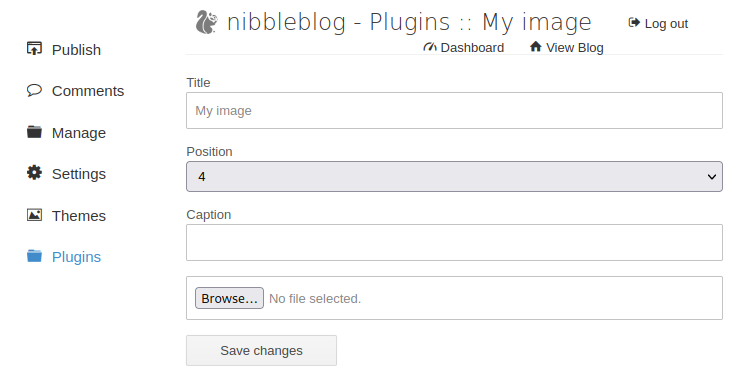 nibbleblog - Plugins :: My image
Log out
Dashboard
View Blog
Publish
Comments
Manage
Settings
Themes
Plugins
Title
My image
Position
4
Caption
Browse... No file selected.
Save changes